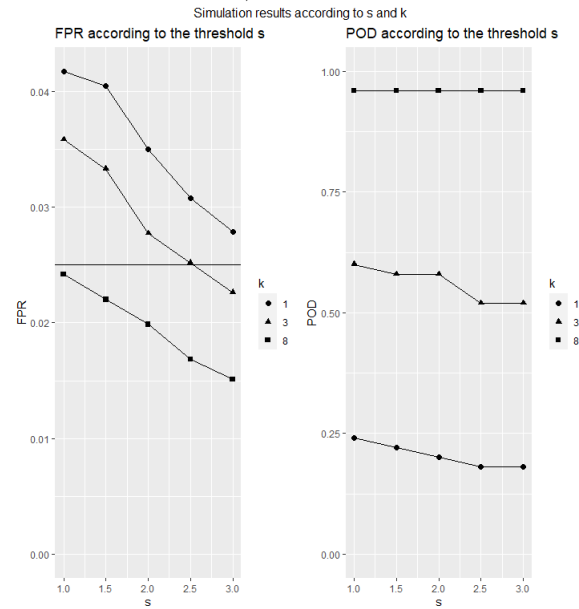 Simulation results according to s and k
FPR according to the threshold s
0.04
0.03
0.02
0.01
0.00
FPR
1.0 1.5 2.0 2.5 3.0
s
k
1
3
8
POD according to the threshold s
1.00
0.75
0.50
0.25
0.00
POD
1.0 1.5 2.0 2.5 3.0
s
k
1
3
8